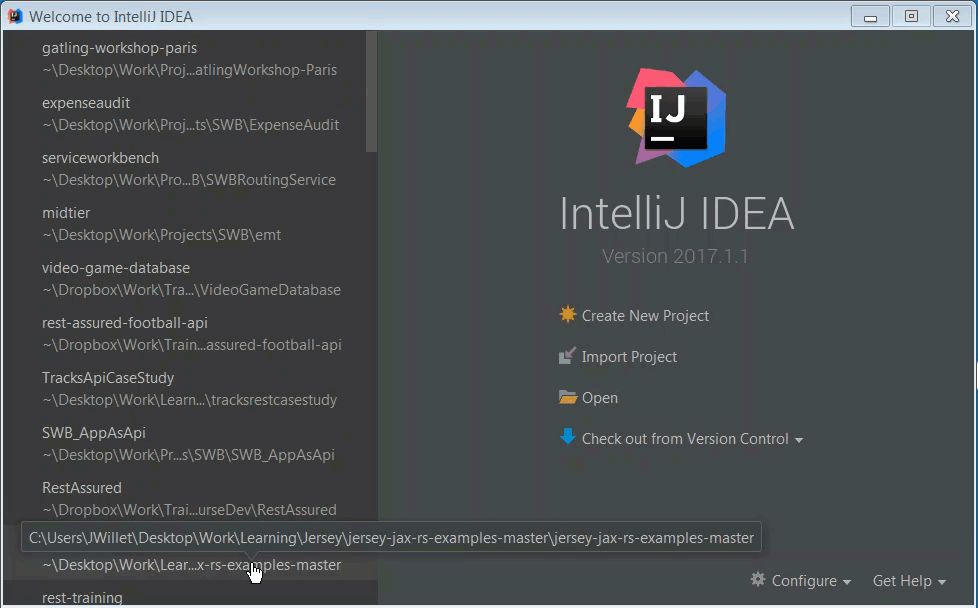 Welcome to IntelliJ IDEA
gatling-workshop-paris
~\Desktop\Work\Proj...atlingWorkshop-Paris
expenseaudit
~\Desktop\Work\Proj...ts\SWB\ExpenseAudit
serviceworkbench
~\Desktop\Work\Pro...B\SWBRoutingService
midtier
~\Desktop\Work\Projects\SWB\emt
video-game-database
~\Dropbox\Work\Tra...\VideoGameDatabase
rest-assured-football-api
~\Dropbox\Work\Train...assured-football-api
TracksApiCaseStudy
~\Desktop\Work\Learn...\tracksrestcasestudy
SWB_AppAsApi
~\Desktop\Work\Pr...s\SWB\SWB_AppAsApi
RestAssured
~\Dropbox\Work\Trai...urseDev\RestAssured
C:\Users\JWillet\Desktop\Work\Learning\Jersey\jersey-jax-rs-examples-master\jersey-jax-rs-examples-master
~\Desktop\Work\Lear...x-rs-examples-master
rest-training
IJ
IntelliJ IDEA
Version 2017.1.1
Create New Project
Import Project
Open
Check out from Version Control
Configure
Get Help